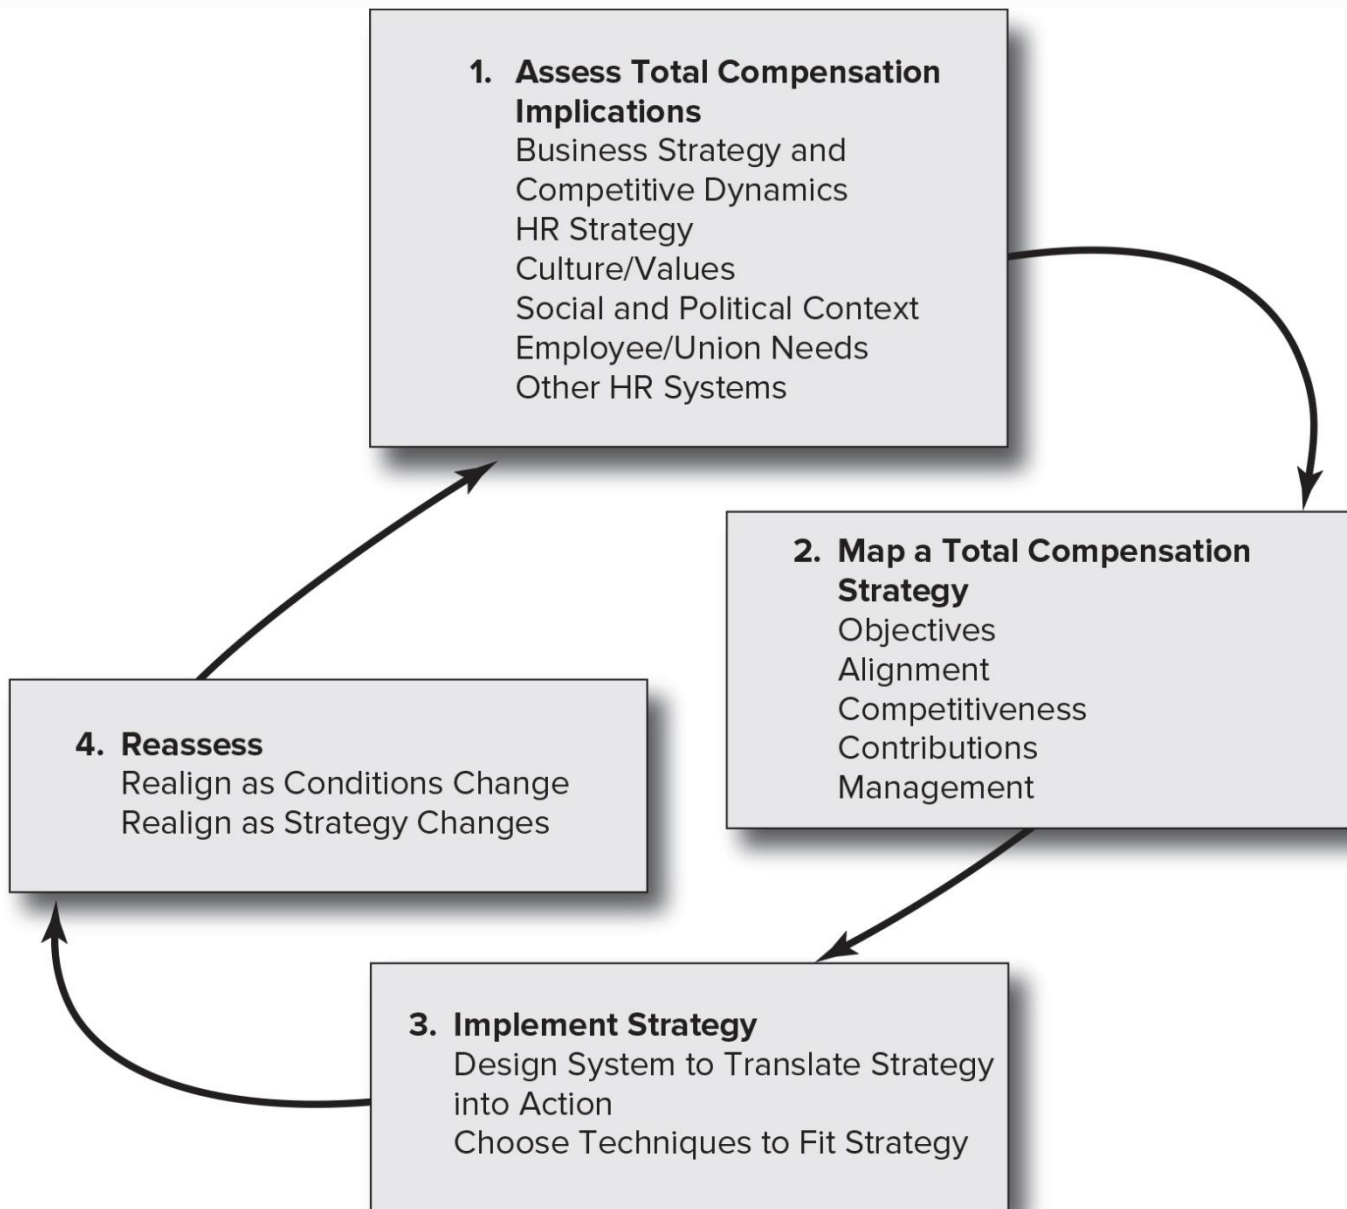 1. Assess Total Compensation
Implications
Business Strategy and
Competitive Dynamics
HR Strategy
Culture/Values
Social and Political Context
Employee/Union Needs
Other HR Systems
2. Map a Total Compensation
Strategy
Objectives
Alignment
Competitiveness
Contributions
Management
3. Implement Strategy
Design System to Translate Strategy
into Action
Choose Techniques to Fit Strategy
4. Reassess
Realign as Conditions Change
Realign as Strategy Changes